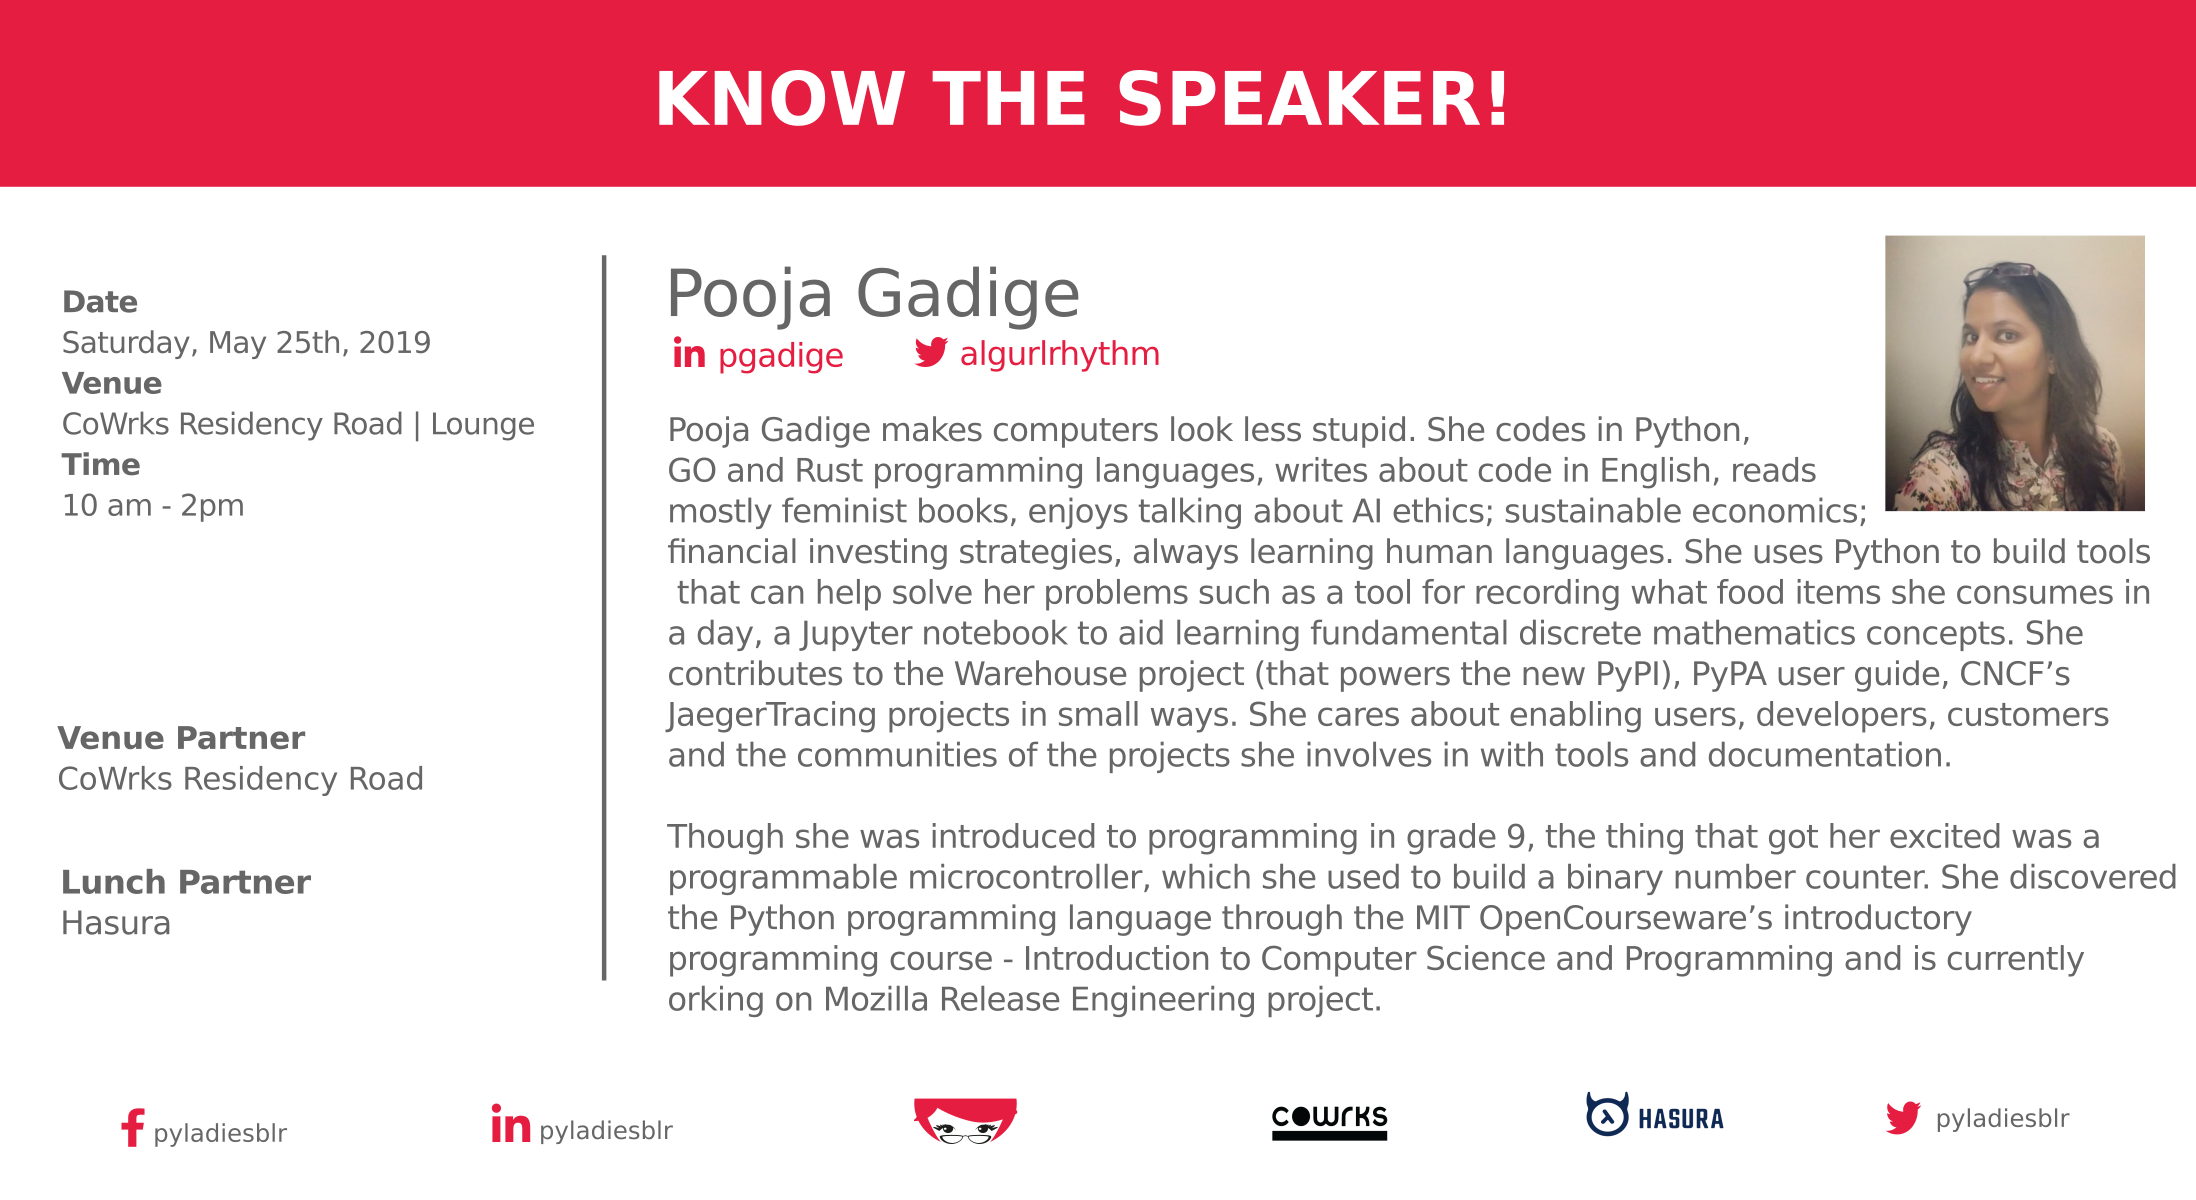 KNOW THE SPEAKER!
Date
Saturday, May 25th, 2019
Venue
CoWrks Residency Road | Lounge
Time
10 am - 2pm
Venue Partner
CoWrks Residency Road
Lunch Partner
Hasura
Pooja Gadige
in pgadige
algurlrhythm
Pooja Gadige makes computers look less stupid. She codes in Python,
GO and Rust programming languages, writes about code in English, reads
mostly feminist books, enjoys talking about AI ethics; sustainable economics;
financial investing strategies, always learning human languages. She uses Python to build tools
that can help solve her problems such as a tool for recording what food items she consumes in
a day, a Jupyter notebook to aid learning fundamental discrete mathematics concepts. She
contributes to the Warehouse project (that powers the new PyPI), PyPA user guide, CNCF’s
JaegerTracing projects in small ways. She cares about enabling users, developers, customers
and the communities of the projects she involves in with tools and documentation.
Though she was introduced to programming in grade 9, the thing that got her excited was a
programmable microcontroller, which she used to build a binary number counter. She discovered
the Python programming language through the MIT OpenCourseware’s introductory
programming course - Introduction to Computer Science and Programming and is currently
orking on Mozilla Release Engineering project.
f pyladiesblr
in pyladiesblr
COWrKS
HASURA
pyladiesblr